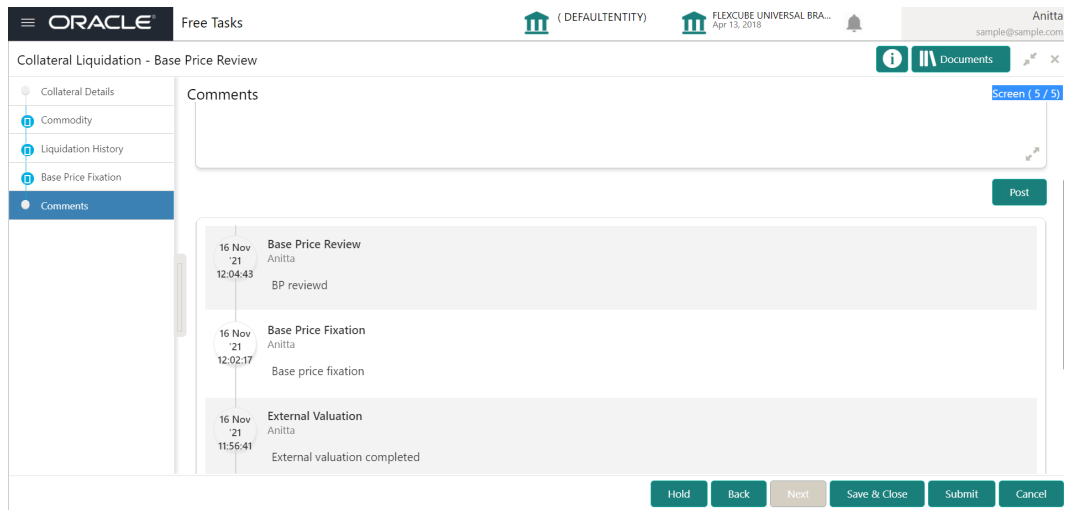 ORACLE®
Free Tasks
( DEFAULTENTITY)
FLEXCUBE UNIVERSAL BRA...
Apr 13, 2018
Anitta
sample@sample.com
Collateral Liquidation - Base Price Review
Documents
Collateral Details
Commodity
Liquidation History
Base Price Fixation
Comments
Comments
Screen ( 5 / 5)
Post
16 Nov
'21
12:04:43
Base Price Review
Anitta
BP reviewd
16 Nov
'21
12:02:17
Base Price Fixation
Anitta
Base price fixation
16 Nov
'21
11:56:41
External Valuation
Anitta
External valuation completed
Hold
Back
Next
Save & Close
Submit
Cancel